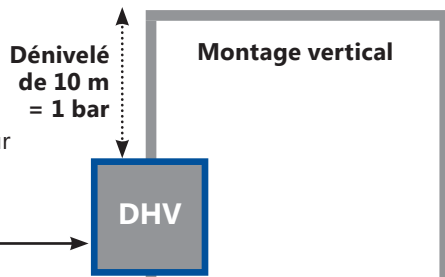 Dénivelé
de 10 m
= 1 bar
Montage vertical
DHV